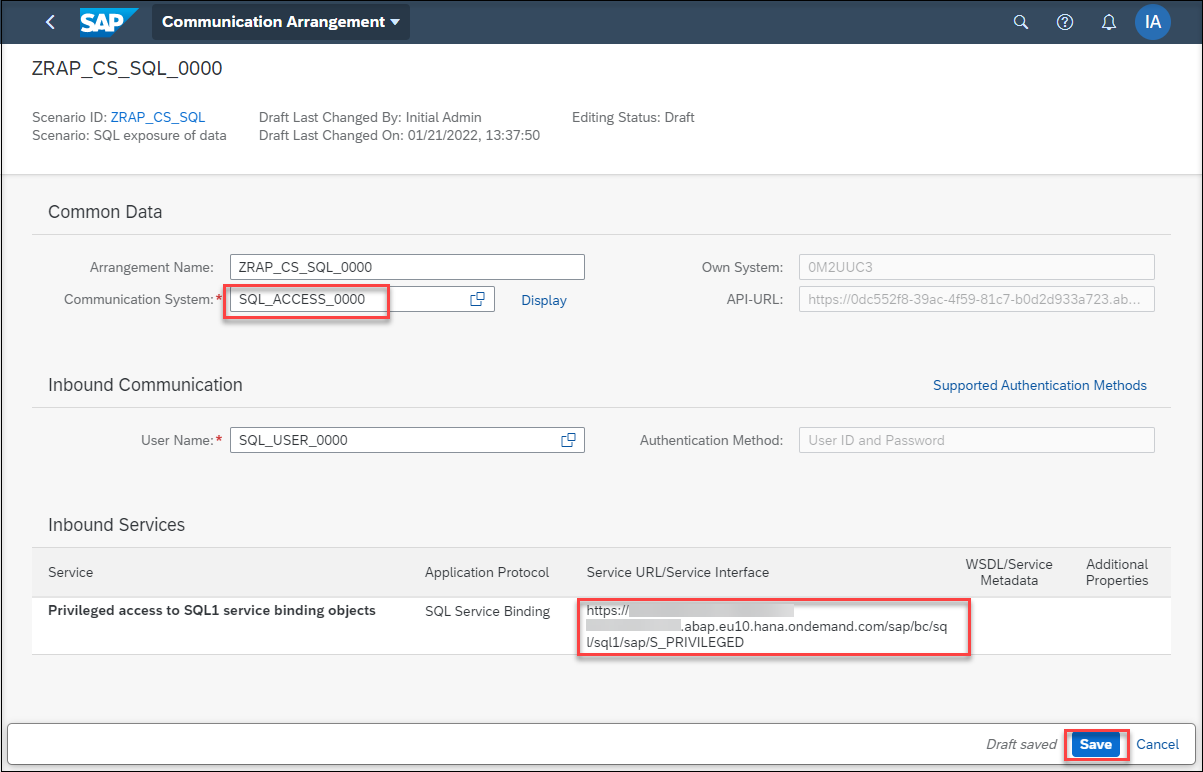 SAP Communication Arrangement IA
ZRAP_CS_SQL_0000
Scenario ID: ZRAP_CS_SQL Draft Last Changed By: Initial Admin Editing Status: Draft
Scenario: SQL exposure of data Draft Last Changed On: 01/21/2022, 13:37:50
Common Data
Arrangement Name: ZRAP_CS_SQL_0000 Own System: 0M2UUC3
Communication System:* SQL_ACCESS_0000 Display API-URL: https://0dc552f8-39ac-4f59-81c7-b0d2d933a723.ab...
Inbound Communication Supported Authentication Methods
User Name:* SQL_USER_0000 Authentication Method: User ID and Password
Inbound Services
Service Application Protocol Service URL/Service Interface WSDL/Service Additional
Metadata Properties
Privileged access to SQL1 service binding objects SQL Service Binding https://
.abap.eu10.hana.ondemand.com/sap/bc/sq
l/sql1/sap/S_PRIVILEGED
Draft saved Save Cancel